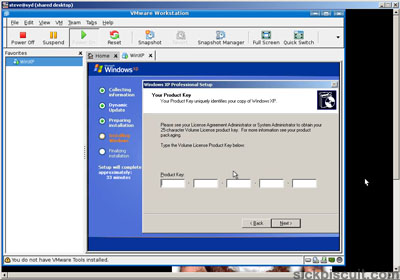 steve@syd (shared desktop)
VMware Workstation
File Edit View VM Team Tabs Help
Power Off Suspend Reset Snapshot Snapshot Manager Full Screen Quick Switch
Favorites
Home WinXP
WinXP
Windows XP
Collecting information
Dynamic Update
Preparing installation
Installing Windows
Finalizing installation
Setup will complete in approximately:
33 minutes
Windows XP Professional Setup
Your Product Key
Your Product Key uniquely identifies your copy of Windows XP.
Please see your License Agreement Administrator or System Administrator to obtain your
25-character Volume License product key. For more information see your product
packaging.
Type the Volume License Product Key below:
Product Key:
< Back Next >
You do not have VMware Tools installed.
sickbiscuit.com